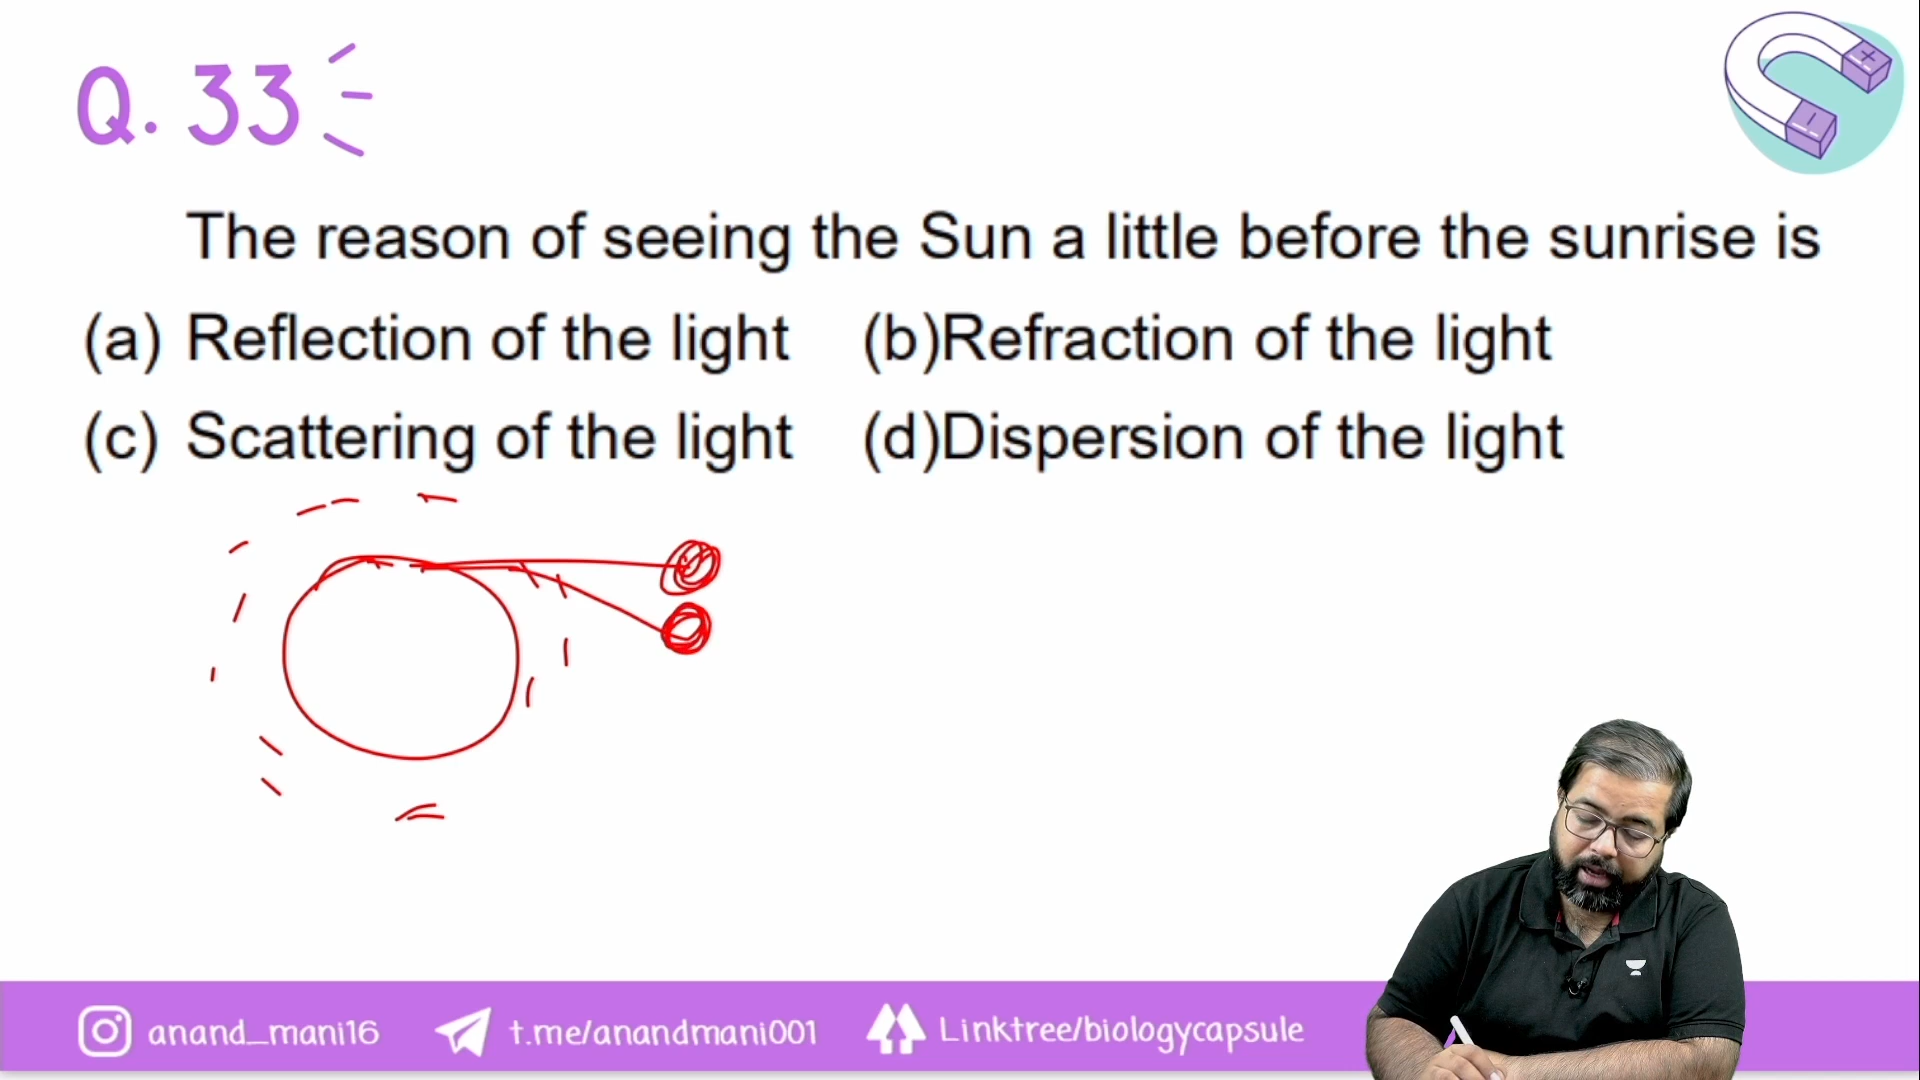 Q. 33
The reason of seeing the Sun a little before the sunrise is
(a) Reflection of the light (b)Refraction of the light
(c) Scattering of the light (d)Dispersion of the light
anand_mani16 t.me/anandmani001 Linktree/biologycapsule